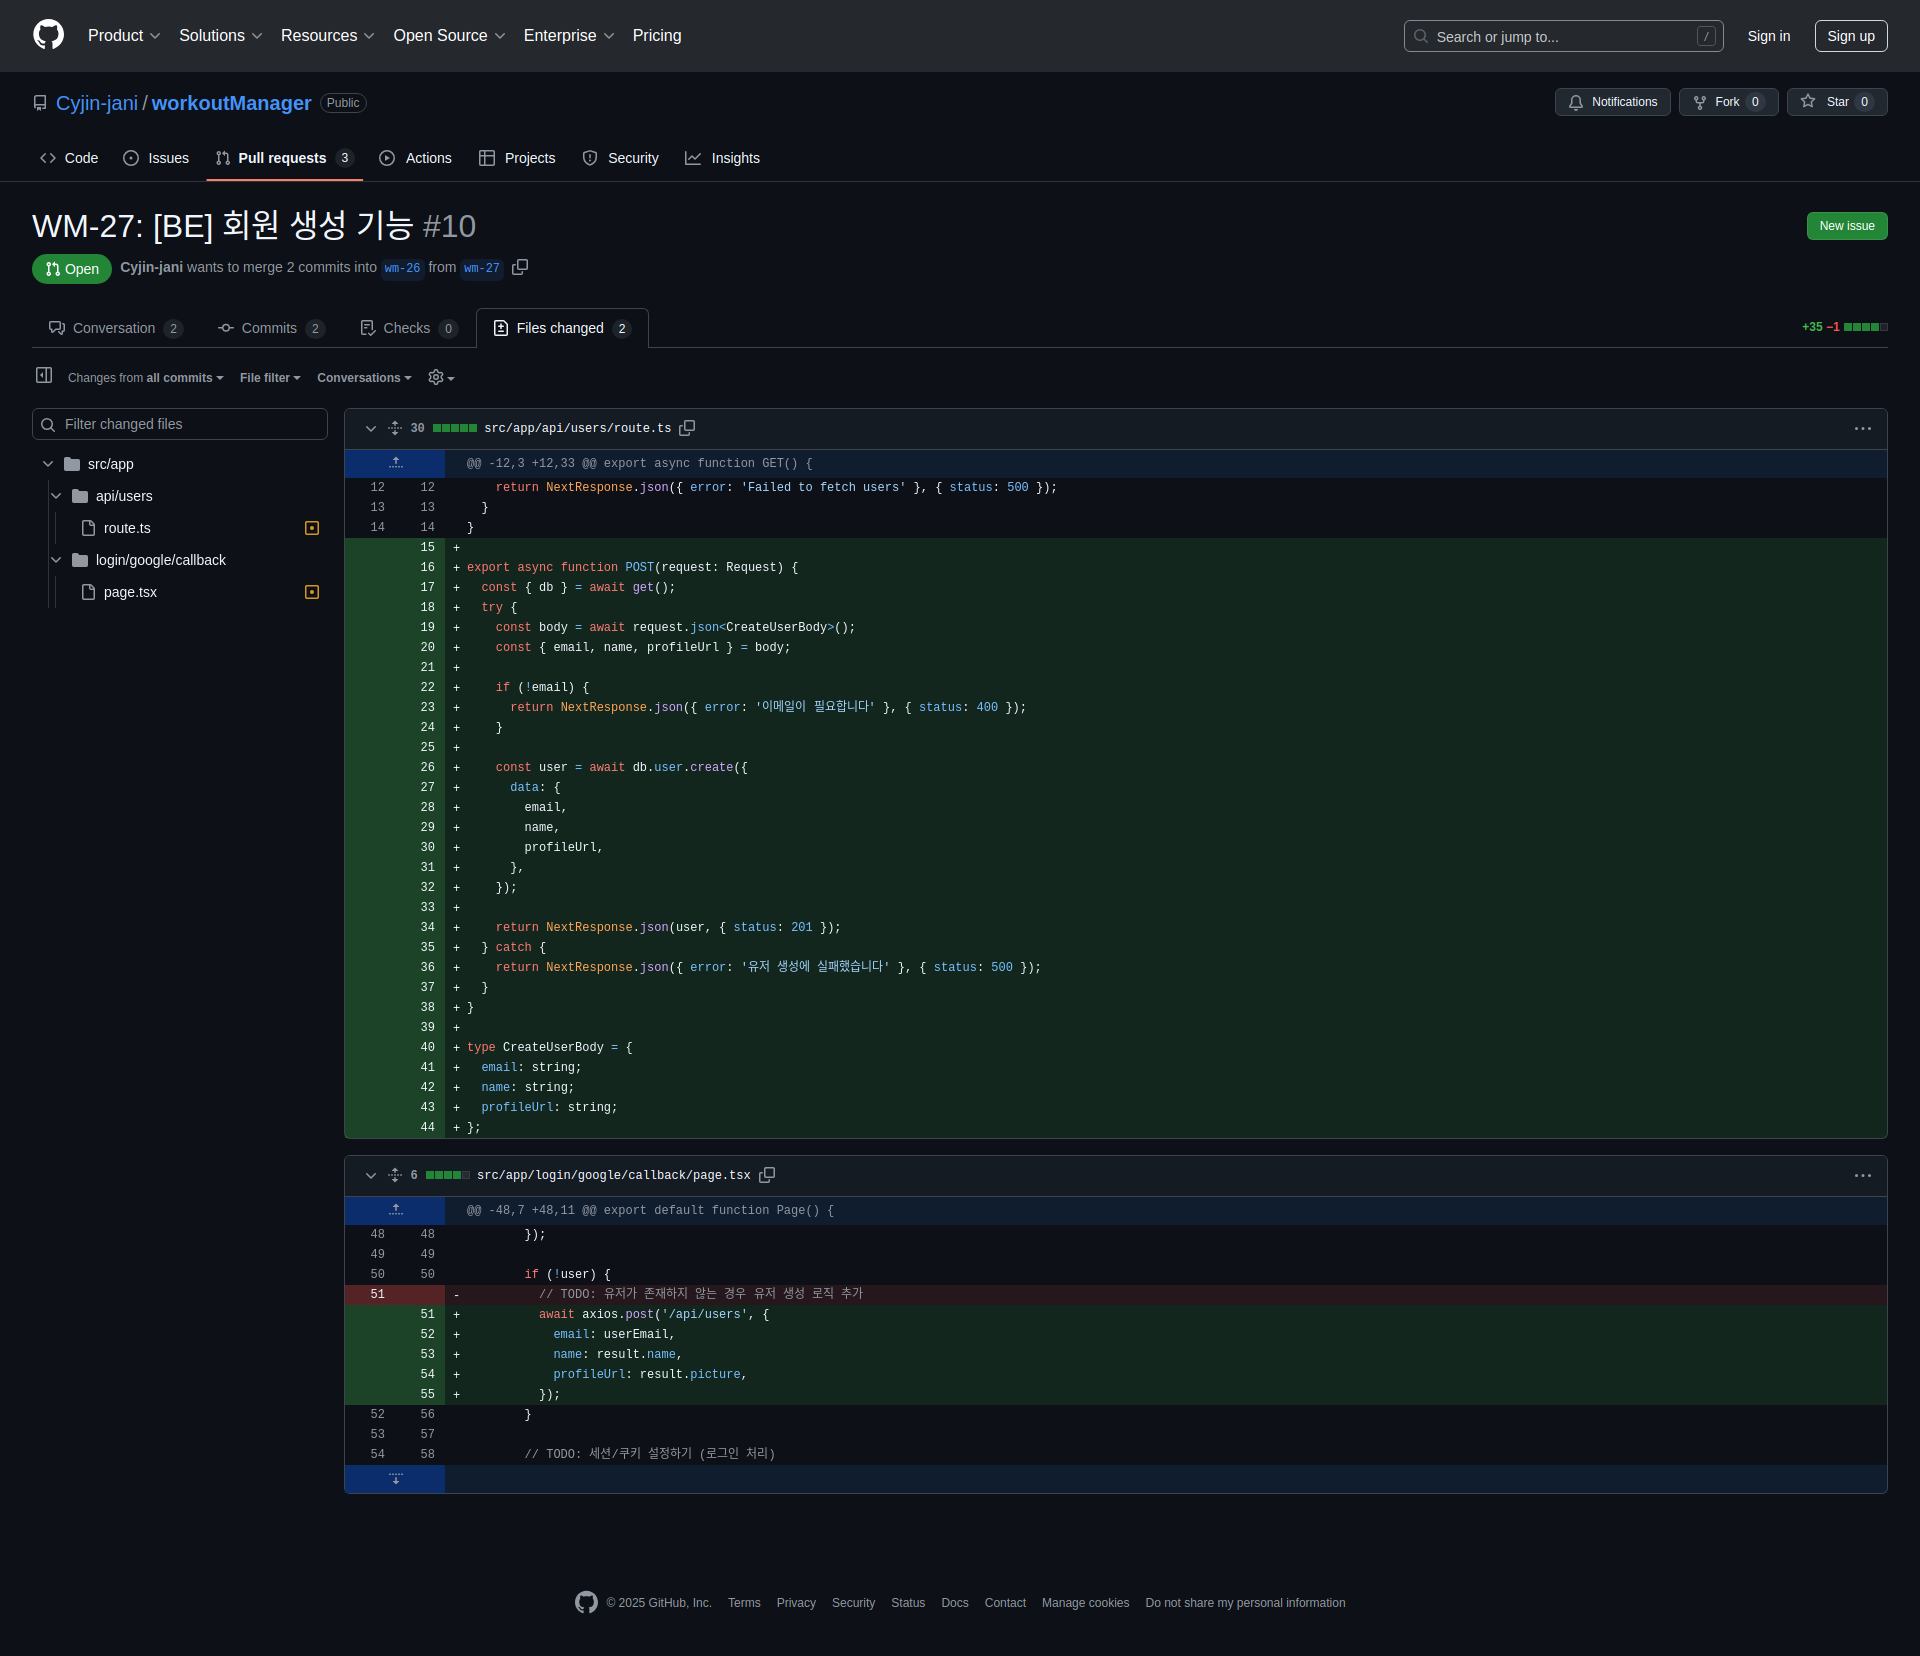 Product Solutions Resources Open Source Enterprise Pricing Search or jump to... / Sign in Sign up
Cyjin-jani / workoutManager Public Notifications Fork 0 Star 0
Code Issues Pull requests 3 Actions Projects Security Insights
WM-27: [BE] 회원 생성 기능 #10 New issue
Open Cyjin-jani wants to merge 2 commits into wm-26 from wm-27
Conversation 2 Commits 2 Checks 0 Files changed 2 +35 −1
Changes from all commits File filter Conversations
Filter changed files
src/app
api/users
route.ts
login/google/callback
page.tsx
30 src/app/api/users/route.ts
@@ -12,3 +12,33 @@ export async function GET() {
12 12     return NextResponse.json({ error: 'Failed to fetch users' }, { status: 500 });
13 13   }
14 14 }
15 +
16 + export async function POST(request: Request) {
17 +   const { db } = await get();
18 +   try {
19 +     const body = await request.json<CreateUserBody>();
20 +     const { email, name, profileUrl } = body;
21 +
22 +     if (!email) {
23 +       return NextResponse.json({ error: '이메일이 필요합니다' }, { status: 400 });
24 +     }
25 +
26 +     const user = await db.user.create({
27 +       data: {
28 +         email,
29 +         name,
30 +         profileUrl,
31 +       },
32 +     });
33 +
34 +     return NextResponse.json(user, { status: 201 });
35 +   } catch {
36 +     return NextResponse.json({ error: '유저 생성에 실패했습니다' }, { status: 500 });
37 +   }
38 + }
39 +
40 + type CreateUserBody = {
41 +   email: string;
42 +   name: string;
43 +   profileUrl: string;
44 + };
6 src/app/login/google/callback/page.tsx
@@ -48,7 +48,11 @@ export default function Page() {
48 48         });
49 49
50 50         if (!user) {
51 -           // TODO: 유저가 존재하지 않는 경우 유저 생성 로직 추가
51 +           await axios.post('/api/users', {
52 +             email: userEmail,
53 +             name: result.name,
54 +             profileUrl: result.picture,
55 +           });
52 56         }
53 57
54 58         // TODO: 세션/쿠키 설정하기 (로그인 처리)
© 2025 GitHub, Inc. Terms Privacy Security Status Docs Contact Manage cookies Do not share my personal information